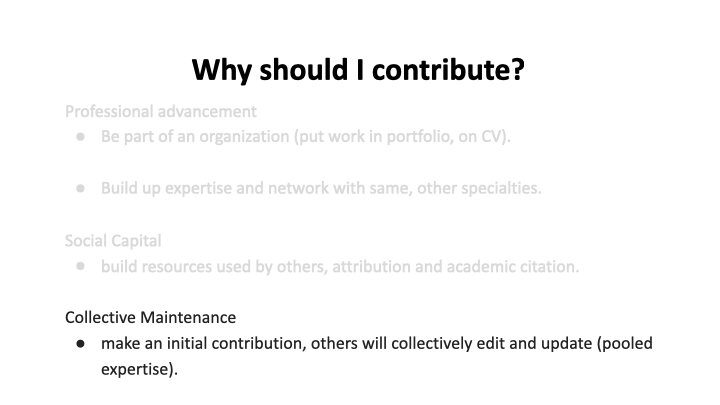 Why should I contribute?
Professional advancement
● Be part of an organization (put work in portfolio, on CV).
● Build up expertise and network with same, other specialties.
Social Capital
● build resources used by others, attribution and academic citation.
Collective Maintenance
● make an initial contribution, others will collectively edit and update (pooled
expertise).